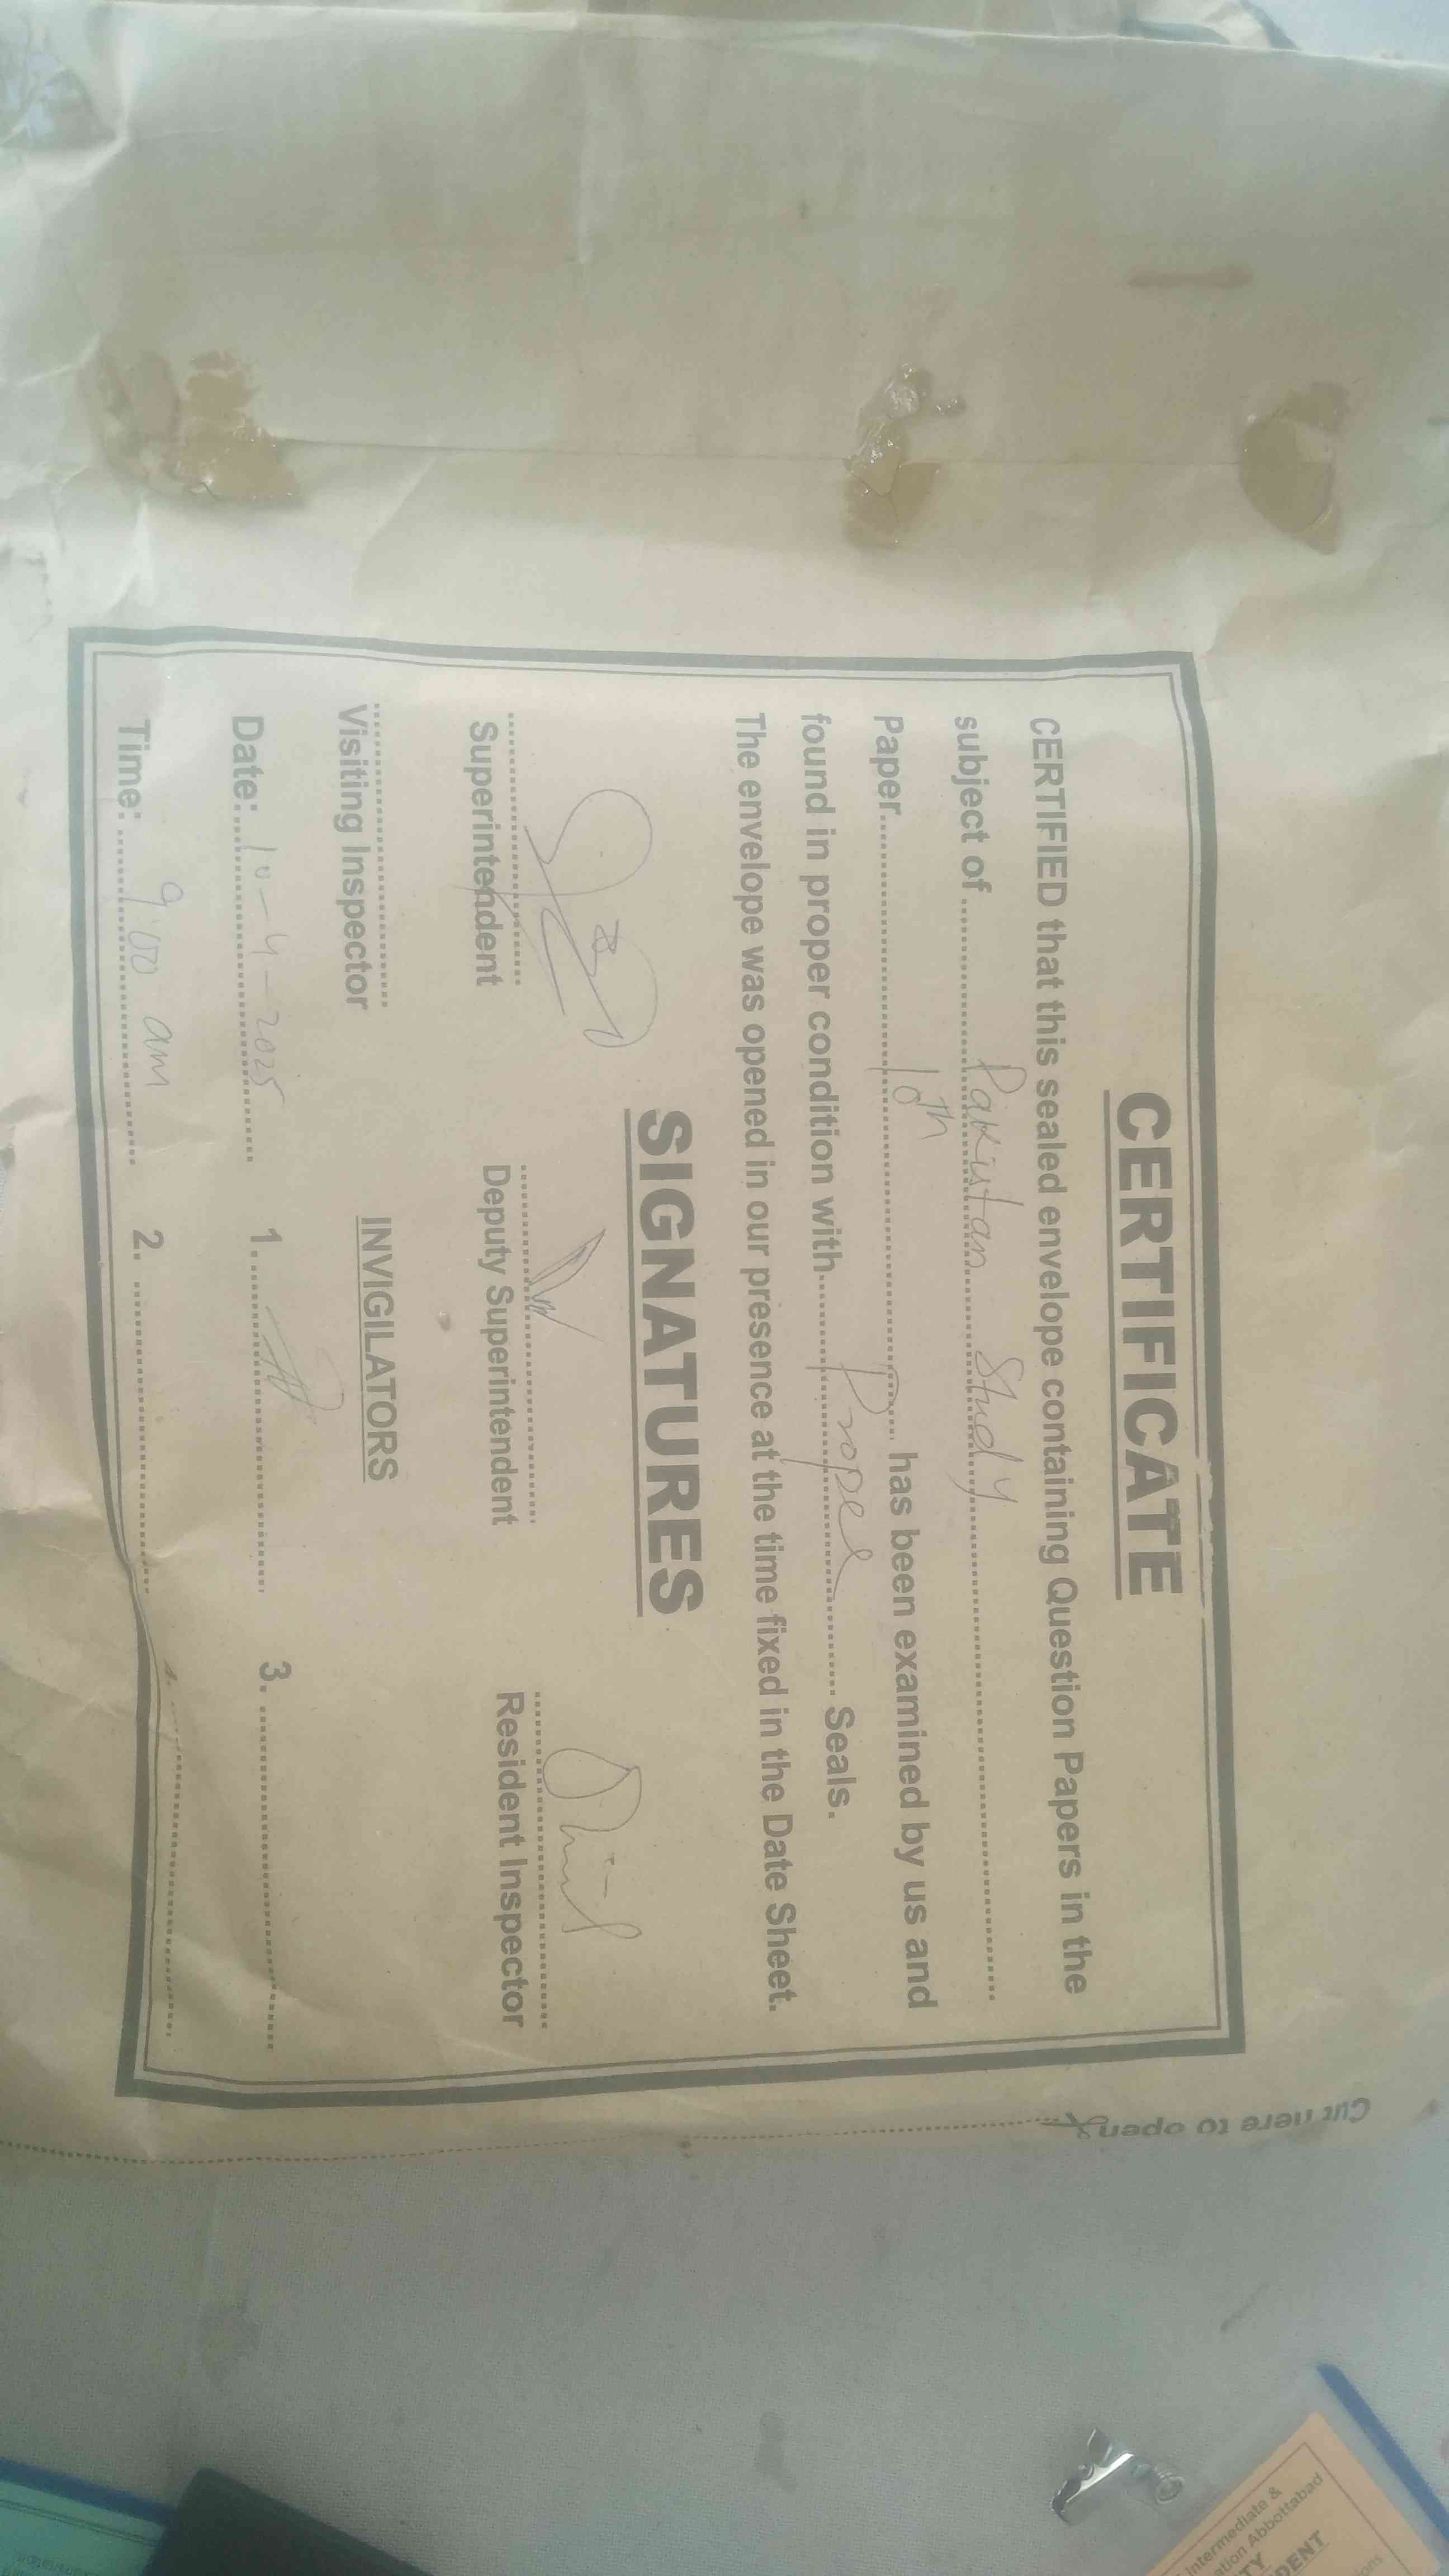 CERTIFICATE
CERTIFIED that this sealed envelope containing Question Papers in the
subject of ........ Pakistan Study ........
Paper ........ 10th ........ has been examined by us and
found in proper condition with ........ Proper ........ Seals.
The envelope was opened in our presence at the time fixed in the Date Sheet.
SIGNATURES
Superintendent Deputy Superintendent Resident Inspector
Visiting Inspector INVIGILATORS
Date: 10-4-2025 1. ........ 3. ........
Time: 9:00 am 2. ........
Cut here to open
Intermediate &
Abbottabad